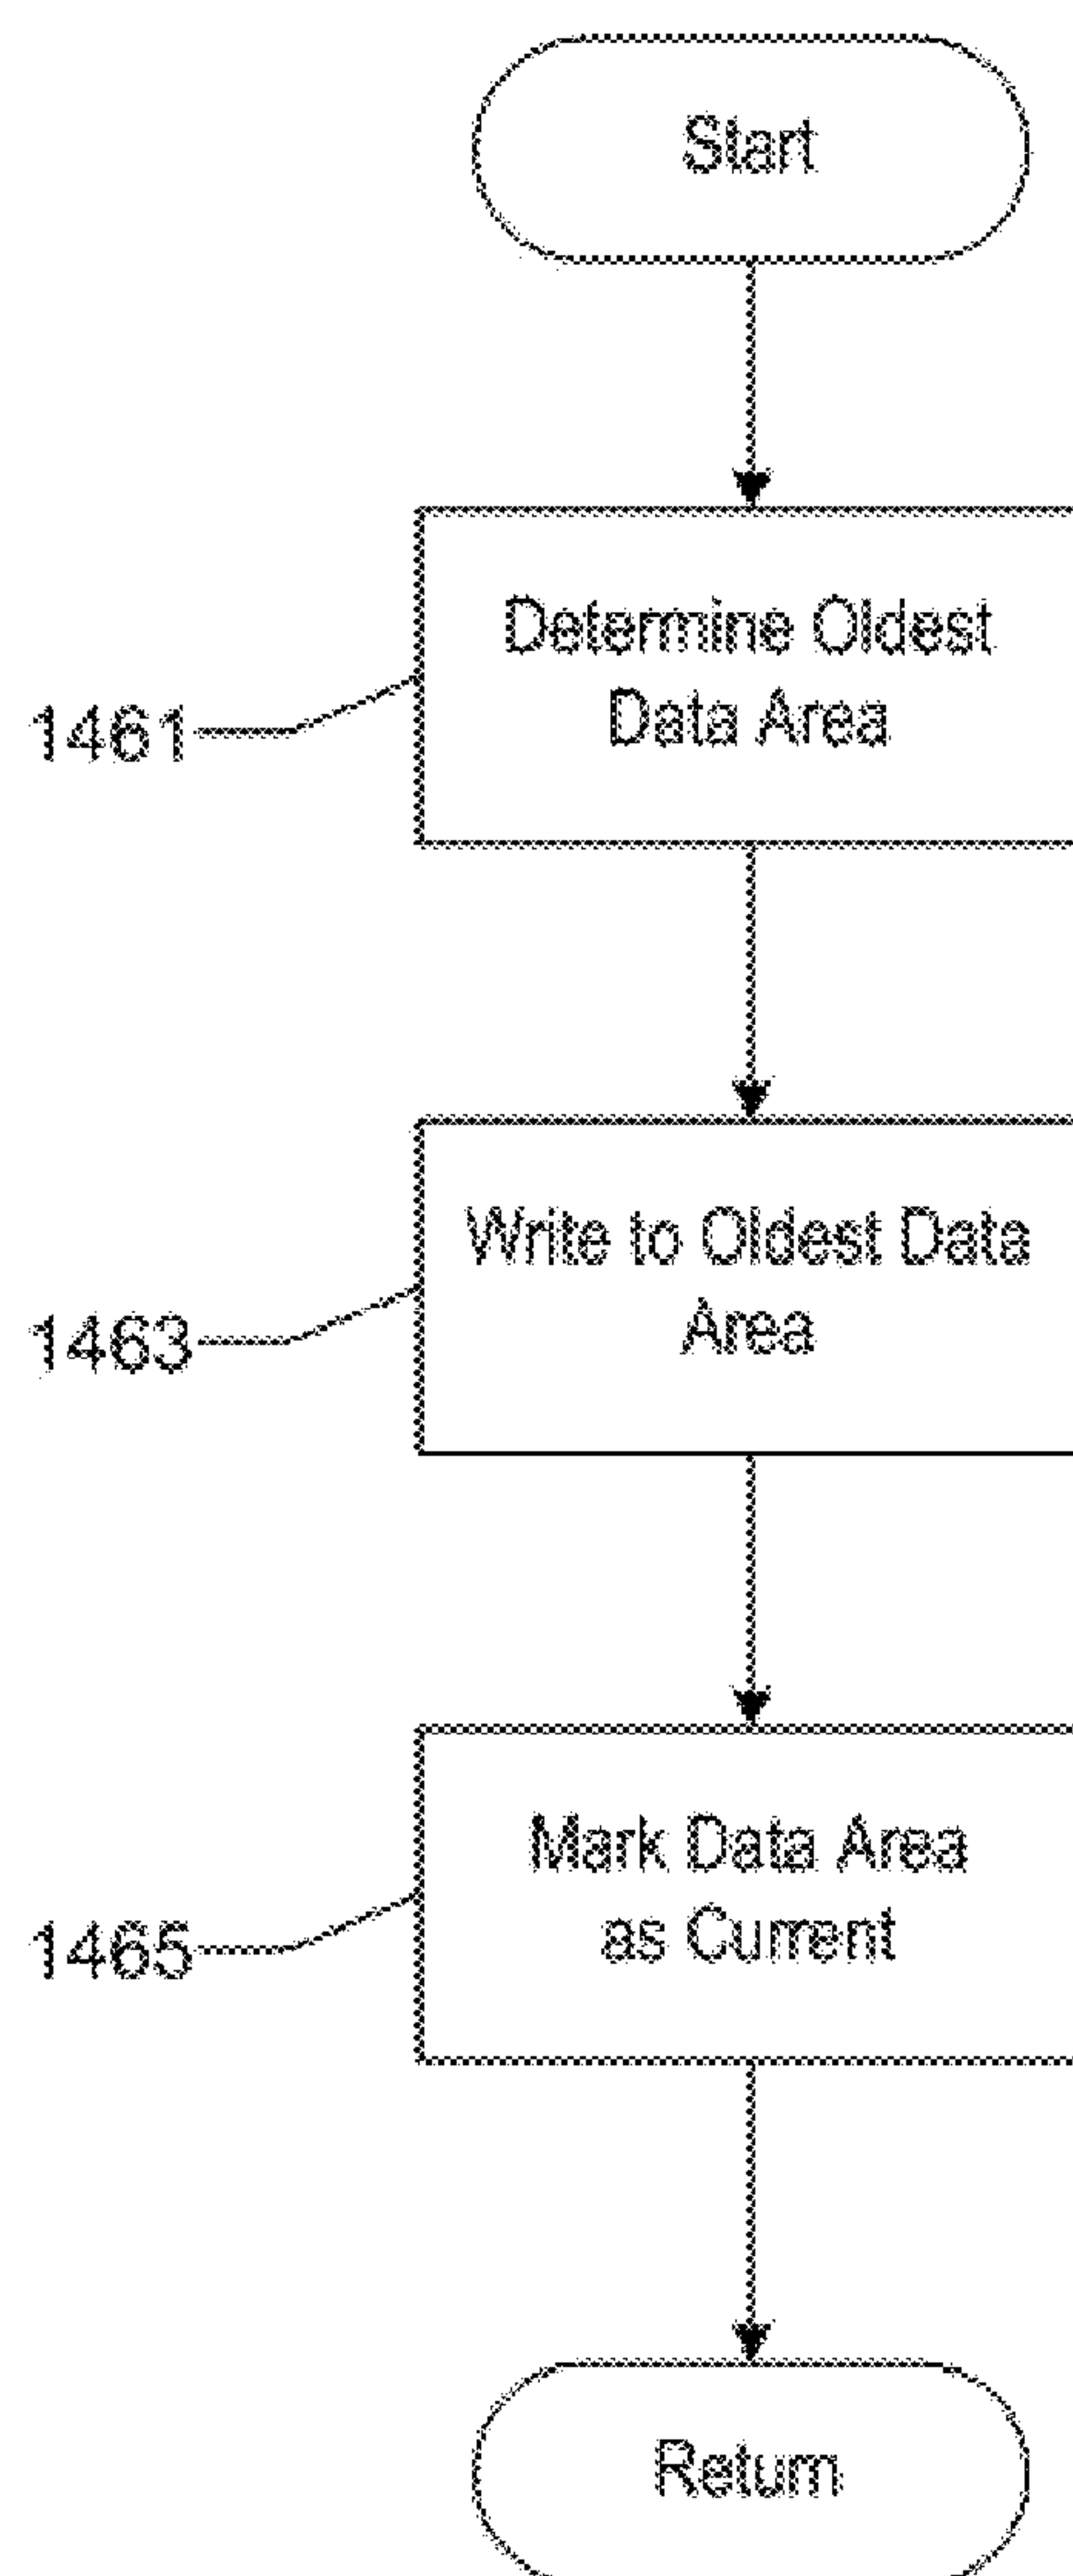 Start
Determine Oldest
Data Area
1461
Write to Oldest Data
Area
1463
Mark Data Area
as Current
1465
Return